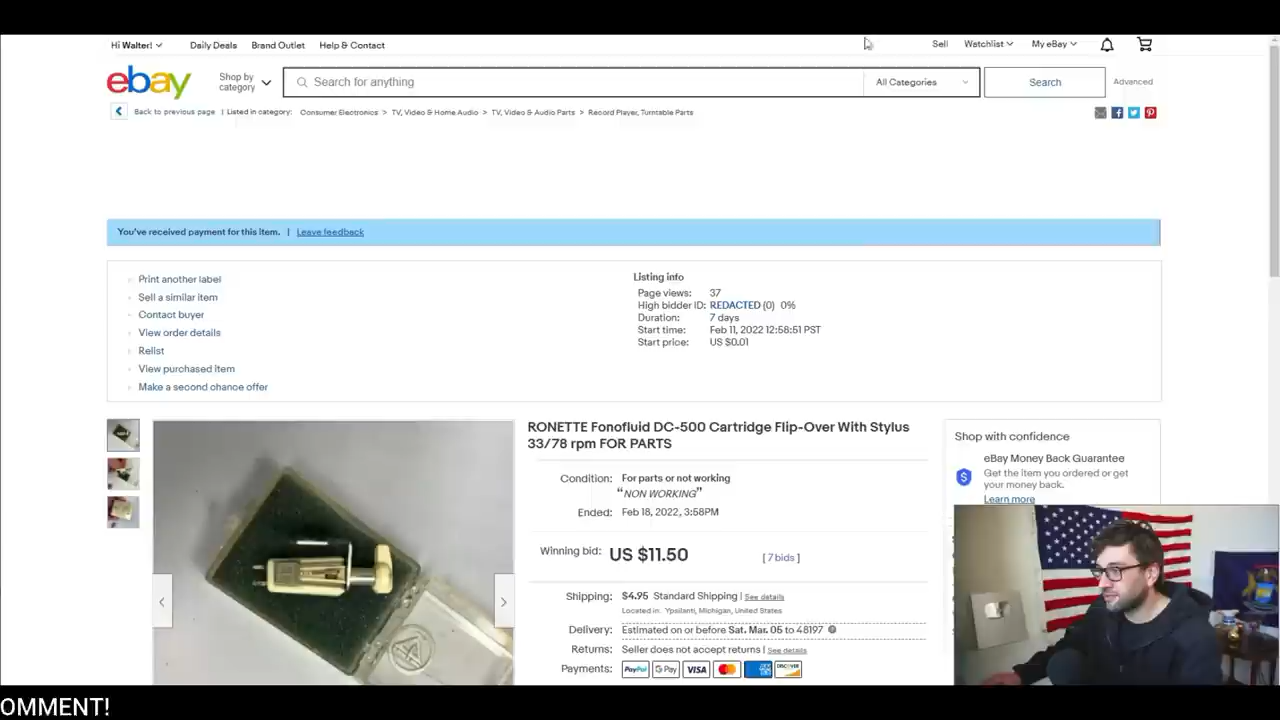 Hi Walter!
Daily Deals
Brand Outlet
Help & Contact
Sell
Watchlist
My eBay
ebay
Shop by category
Search for anything
All Categories
Search
Advanced
Back to previous page | Listed in category: Consumer Electronics > TV, Video & Home Audio > TV, Video & Audio Parts > Record Player, Turntable Parts
You've received payment for this item. | Leave feedback
Print another label
Sell a similar item
Contact buyer
View order details
Relist
View purchased item
Make a second chance offer
Listing info
Page views: 37
High bidder ID: REDACTED (0) 0%
Duration: 7 days
Start time: Feb 11, 2022 12:58:51 PST
Start price: US $0.01
RONETTE Fonofluid DC-500 Cartridge Flip-Over With Stylus
33/78 rpm FOR PARTS
Condition: For parts or not working
"NON WORKING"
Ended: Feb 18, 2022, 3:58PM
Winning bid: US $11.50 [ 7 bids ]
Shipping: $4.95 Standard Shipping | See details
Located in: Ypsilanti, Michigan, United States
Delivery: Estimated on or before Sat. Mar. 05 to 48197
Returns: Seller does not accept returns | See details
Payments: PayPal G Pay VISA DISCOVER
Shop with confidence
eBay Money Back Guarantee
Get the item you ordered or get
your money back.
Learn more
OMMENT!